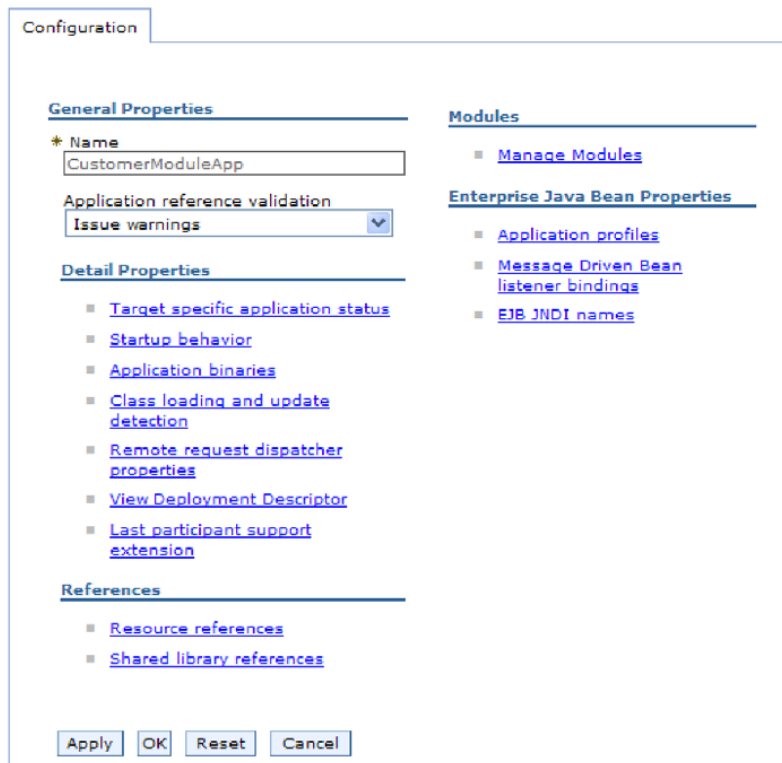 Configuration
General Properties
* Name
CustomerModuleApp
Application reference validation
Issue warnings
Detail Properties
Target specific application status
Startup behavior
Application binaries
Class loading and update
detection
Remote request dispatcher
properties
View Deployment Descriptor
Last participant support
extension
References
Resource references
Shared library references
Modules
Manage Modules
Enterprise Java Bean Properties
Application profiles
Message Driven Bean
listener bindings
EJB JNDI names
Apply OK Reset Cancel